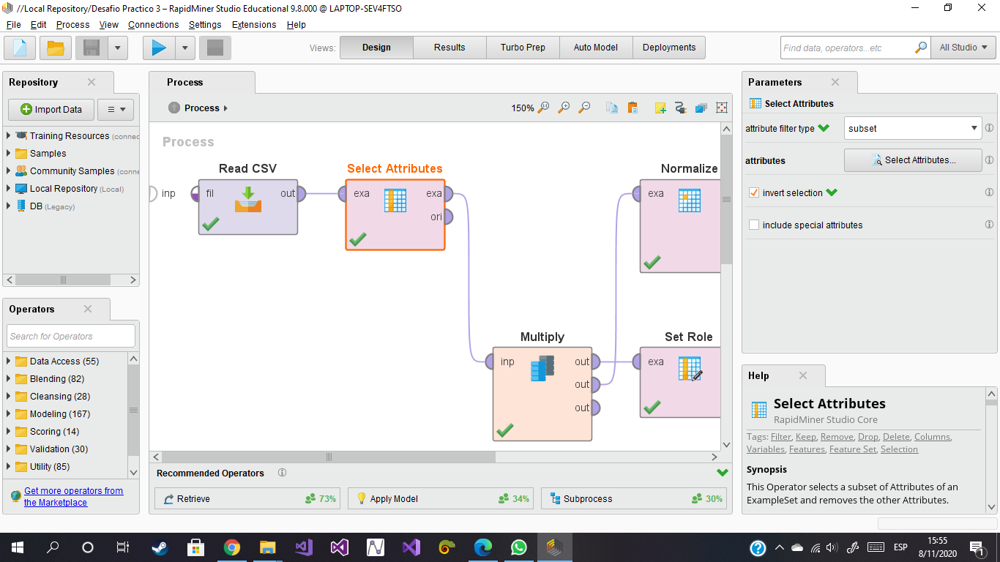 //Local Repository/Desafio Practico 3 – RapidMiner Studio Educational 9.8.000 @ LAPTOP-SEV4FTSO
File Edit Process View Connections Settings Extensions Help
Views: Design Results Turbo Prep Auto Model Deployments
Find data, operators...etc
All Studio
Repository
Import Data
Training Resources (connec
Samples
Community Samples (conne
Local Repository (Local)
DB (Legacy)
Operators
Search for Operators
Data Access (55)
Blending (82)
Cleansing (28)
Modeling (167)
Scoring (14)
Validation (30)
Utility (85)
Get more operators from
the Marketplace
Process
Process
150%
Process
inp
Read CSV
fil out
Select Attributes
exa exa
ori
Normalize
exa
Multiply
inp out
out
out
Set Role
exa
Recommended Operators
Retrieve 73%
Apply Model 34%
Subprocess 30%
Parameters
Select Attributes
attribute filter type subset
attributes Select Attributes...
invert selection
include special attributes
Help
Select Attributes
RapidMiner Studio Core
Tags: Filter, Keep, Remove, Drop, Delete, Columns,
Variables, Features, Feature Set, Selection
Synopsis
This Operator selects a subset of Attributes of an
ExampleSet and removes the other Attributes.
ESP
15:55
8/11/2020
1